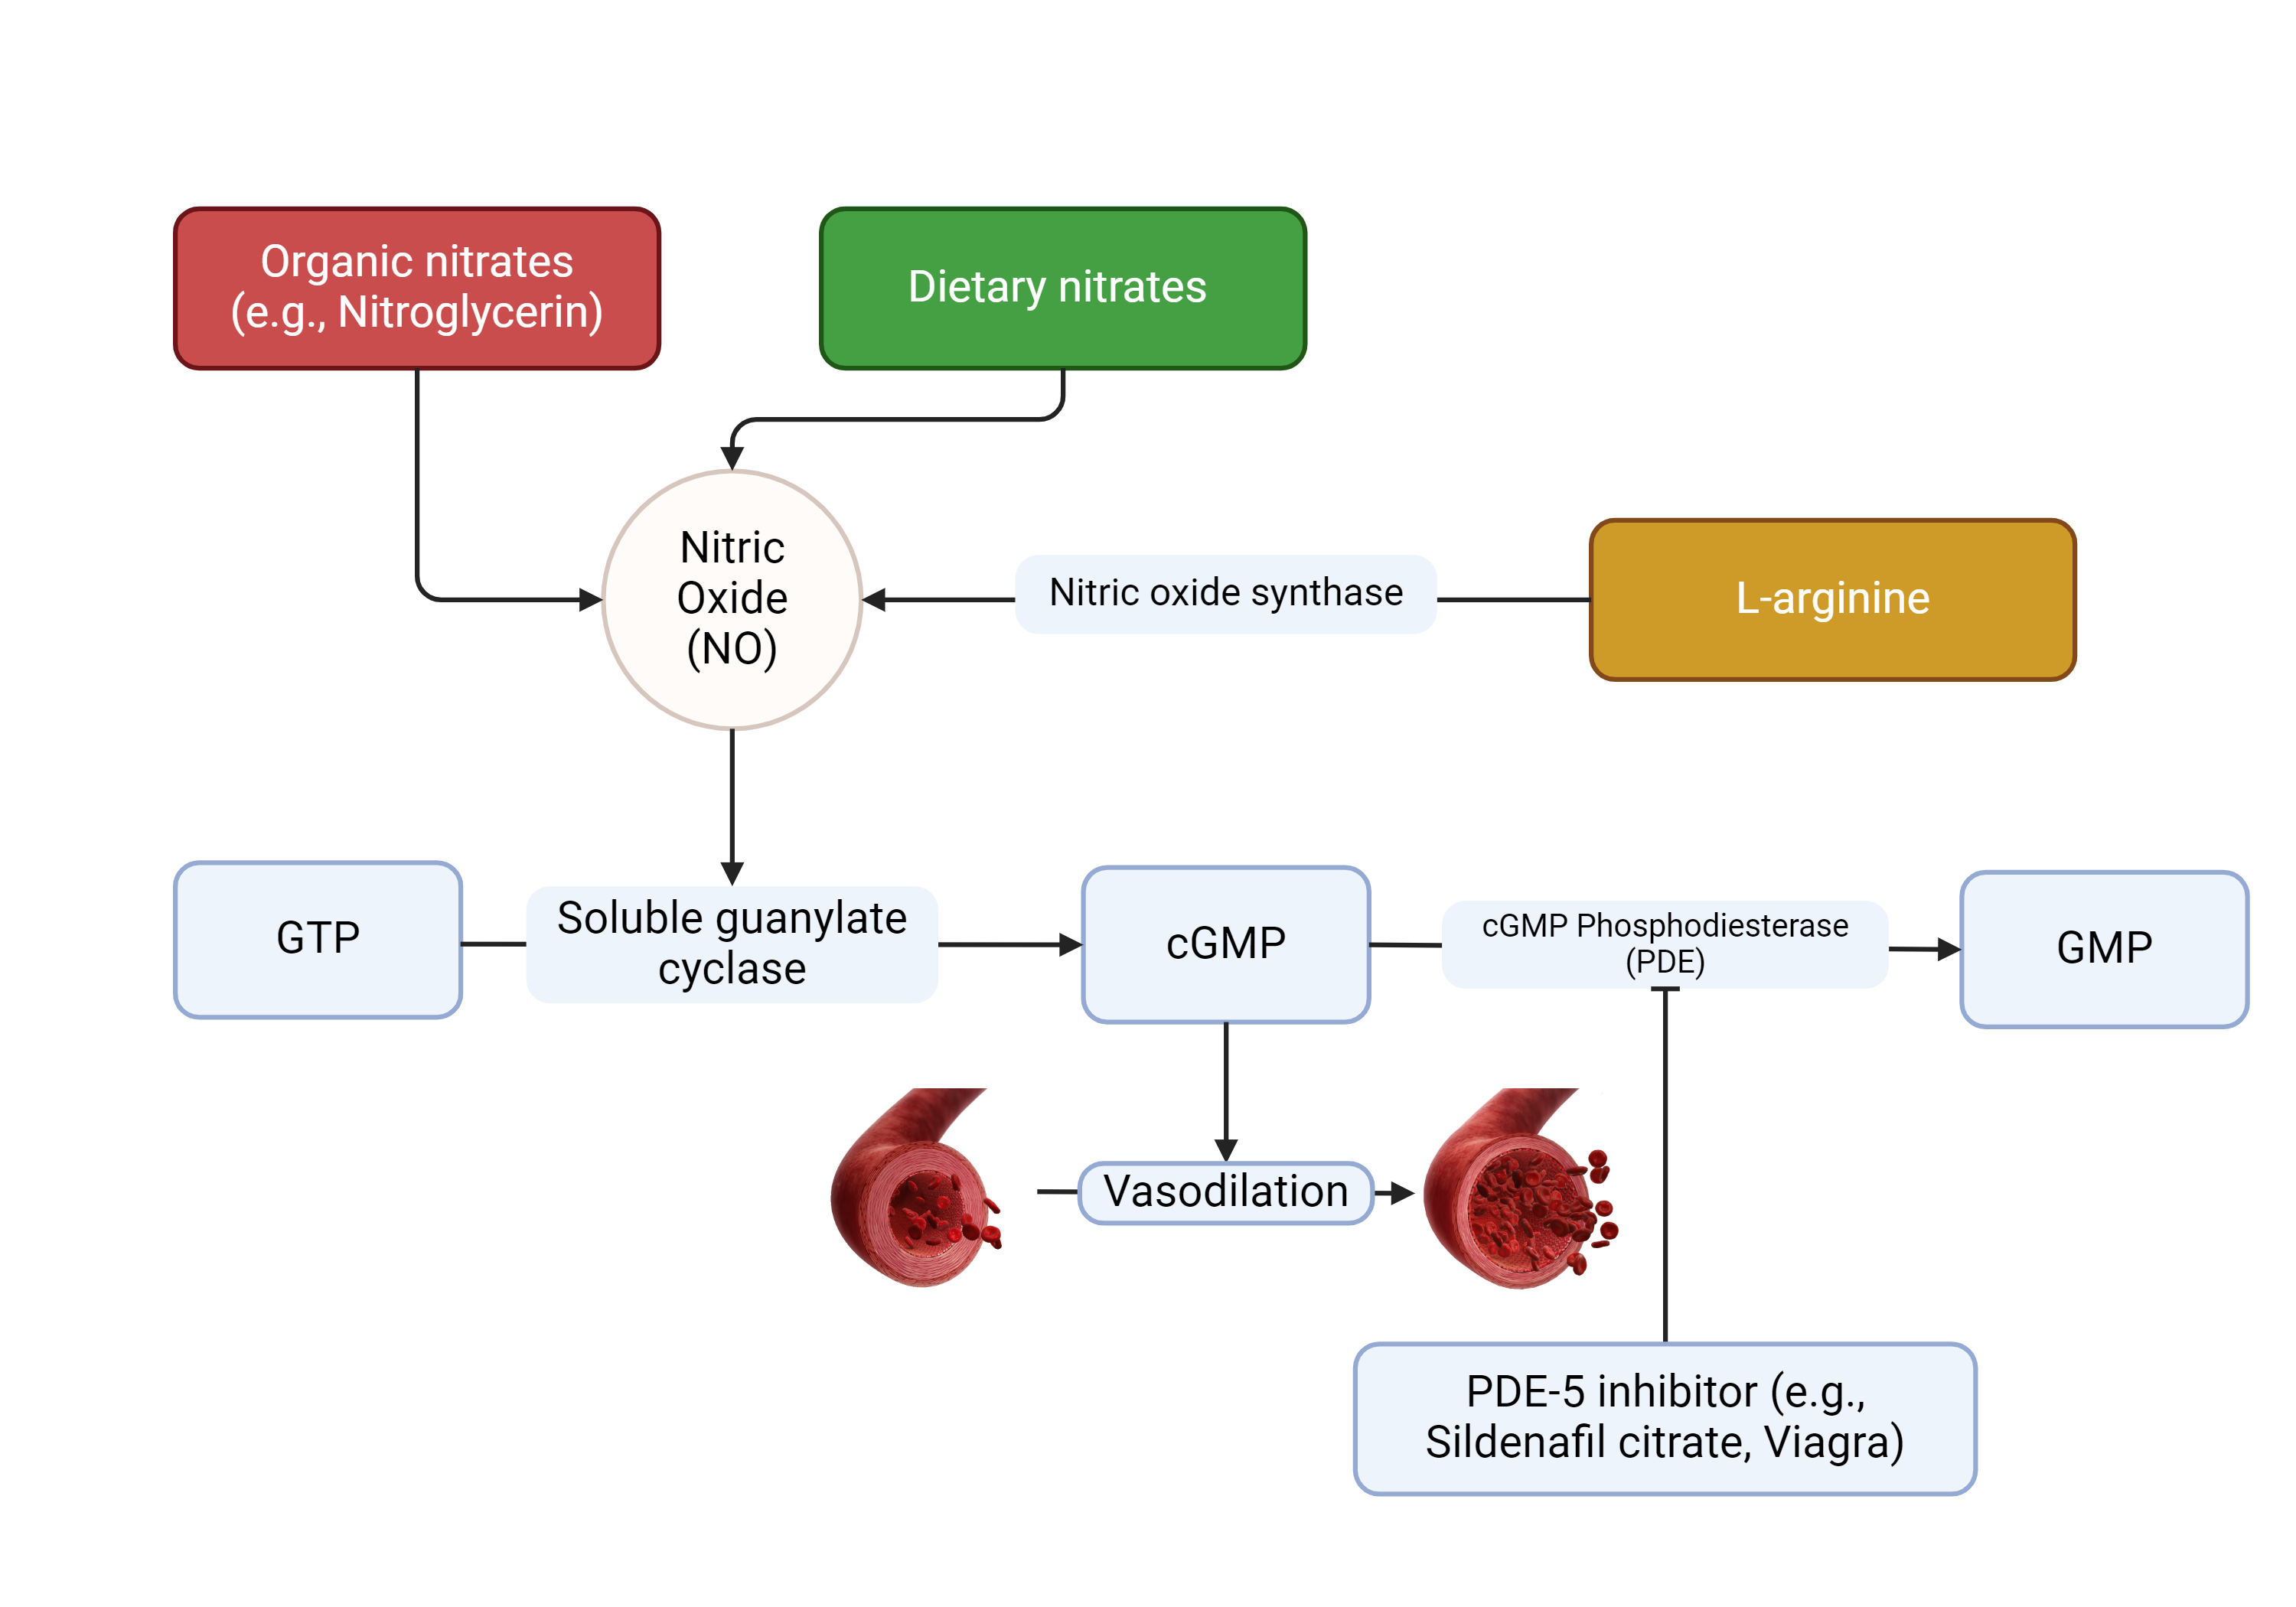 Organic nitrates
(e.g., Nitroglycerin)
Dietary nitrates
Nitric
Oxide
(NO)
Nitric oxide synthase
L-arginine
GTP
Soluble guanylate
cyclase
cGMP
cGMP Phosphodiesterase
(PDE)
GMP
Vasodilation
PDE-5 inhibitor (e.g.,
Sildenafil citrate, Viagra)